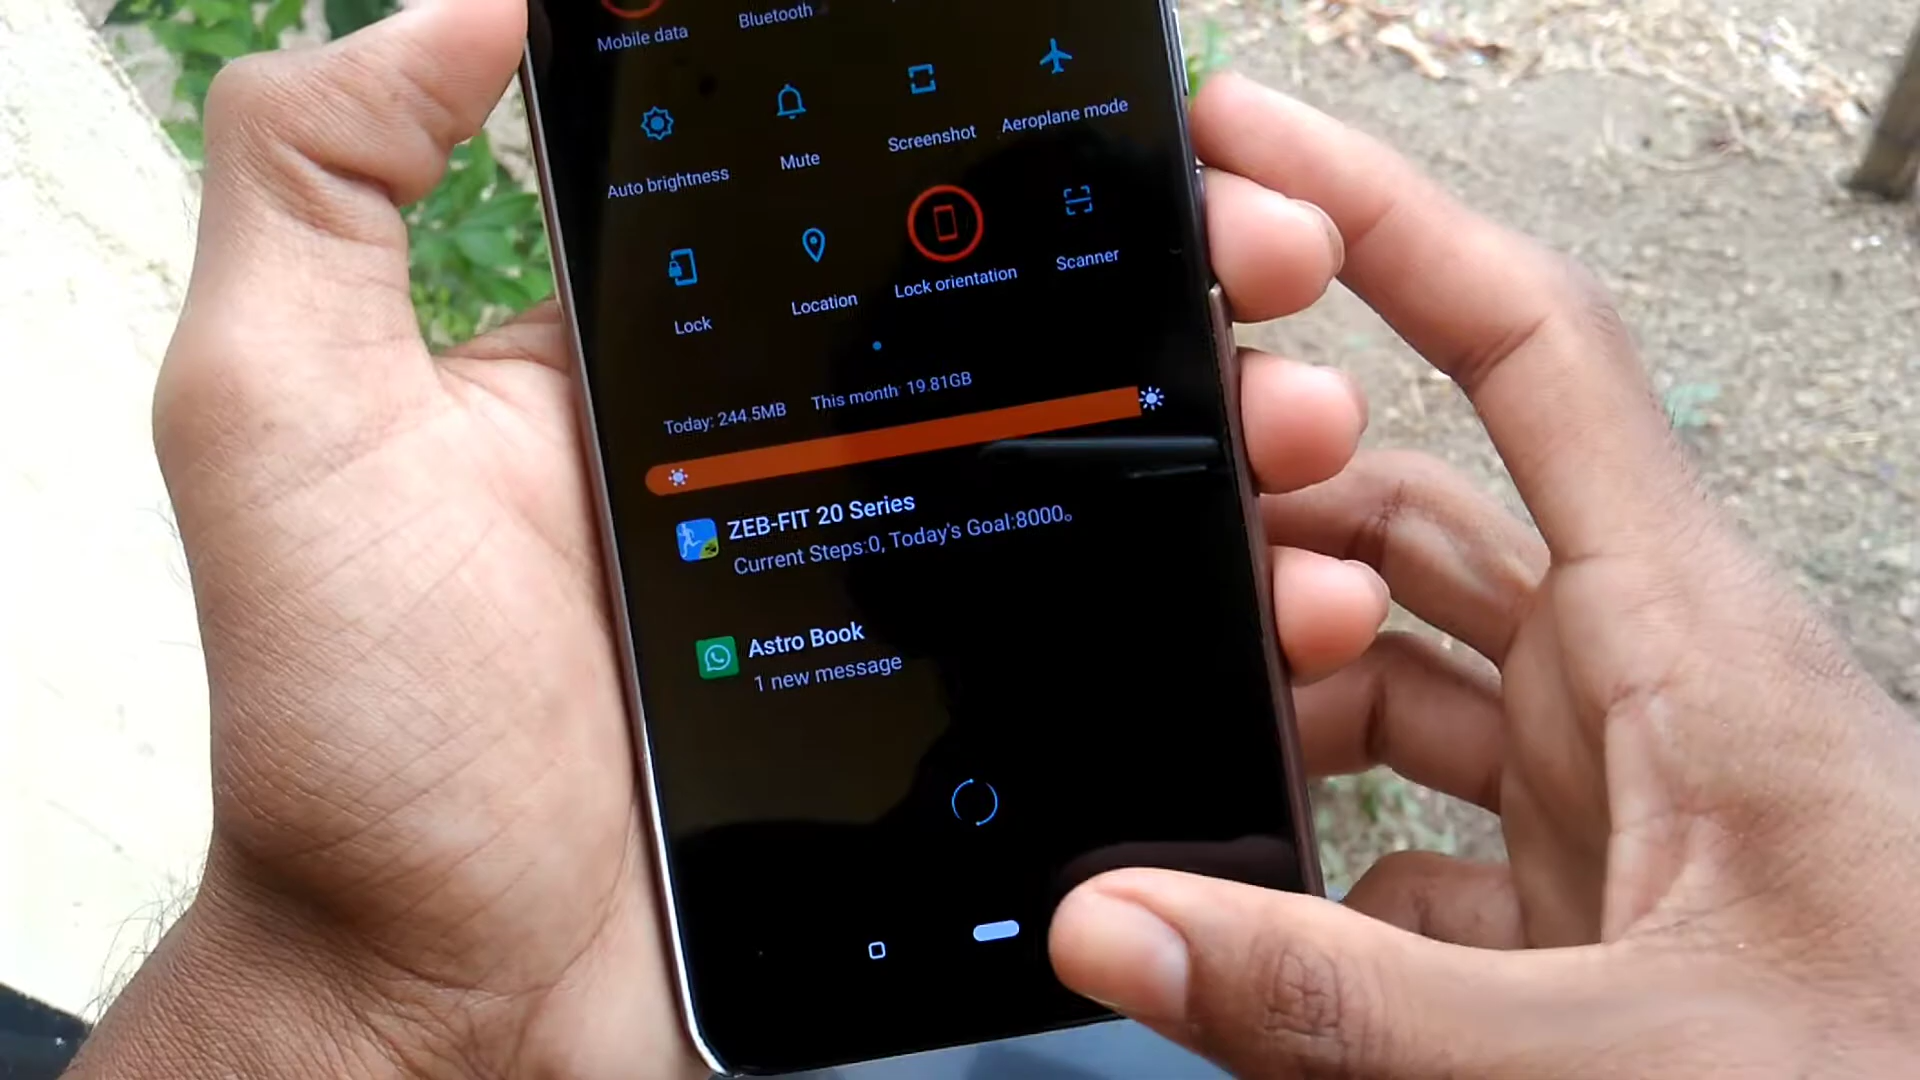 Mobile data
Bluetooth
Auto brightness
Mute
Screenshot
Aeroplane mode
Lock
Location
Lock orientation
Scanner
Today: 244.5MB This month: 19.81GB
ZEB-FIT 20 Series
Current Steps:0, Today's Goal:8000。
Astro Book
1 new message